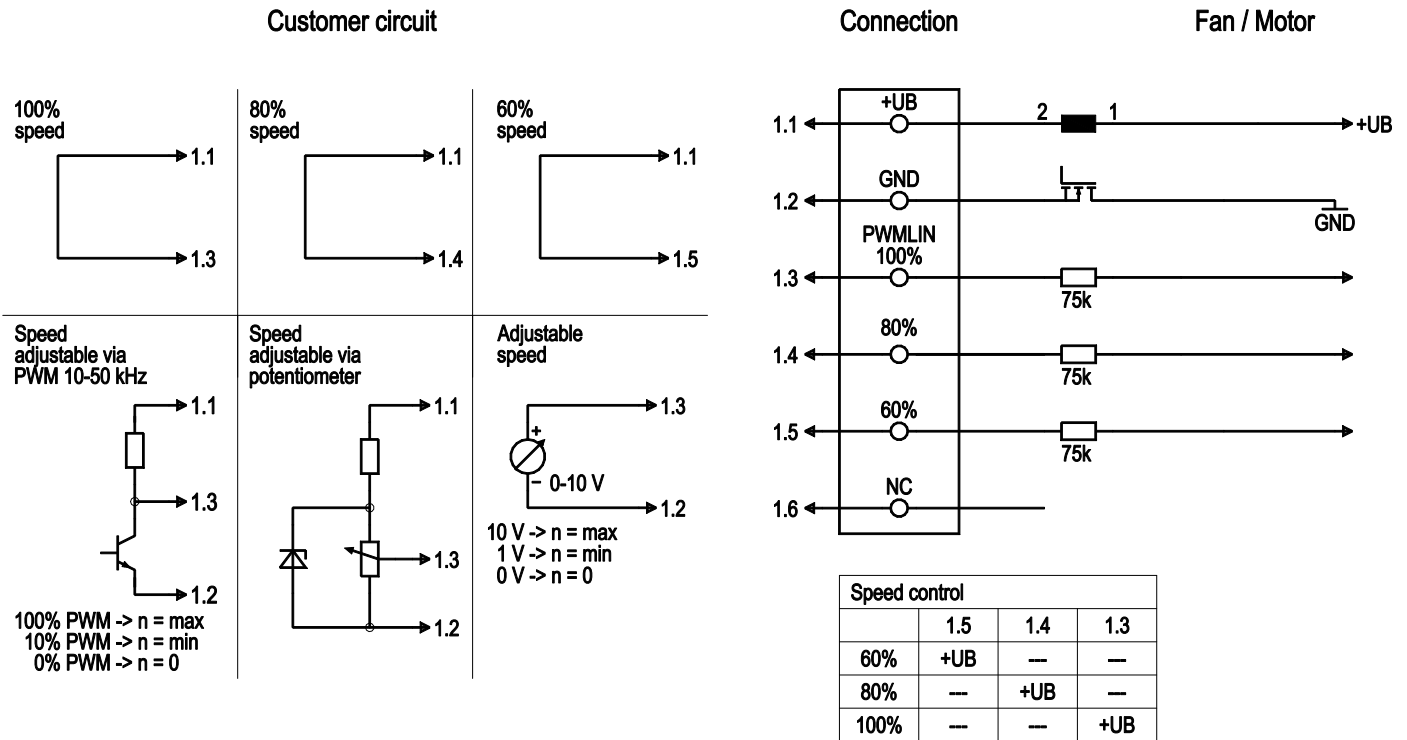 Customer circuit
Connection
Fan / Motor
100%
speed
1.1
1.3
80%
speed
1.1
1.4
60%
speed
1.1
1.5
Speed
adjustable via
PWM 10-50 kHz
1.1
1.3
1.2
100% PWM -> n = max
10% PWM -> n = min
0% PWM -> n = 0
Speed
adjustable via
potentiometer
1.1
1.3
1.2
Adjustable
speed
1.3
+
– 0-10 V
1.2
10 V -> n = max
1 V -> n = min
0 V -> n = 0
+UB
1.1
2
1
+UB
GND
1.2
GND
PWMLIN
100%
1.3
75k
80%
1.4
75k
60%
1.5
75k
NC
1.6
Speed control
1.5 1.4 1.3
60% +UB --- ---
80% --- +UB ---
100% --- --- +UB